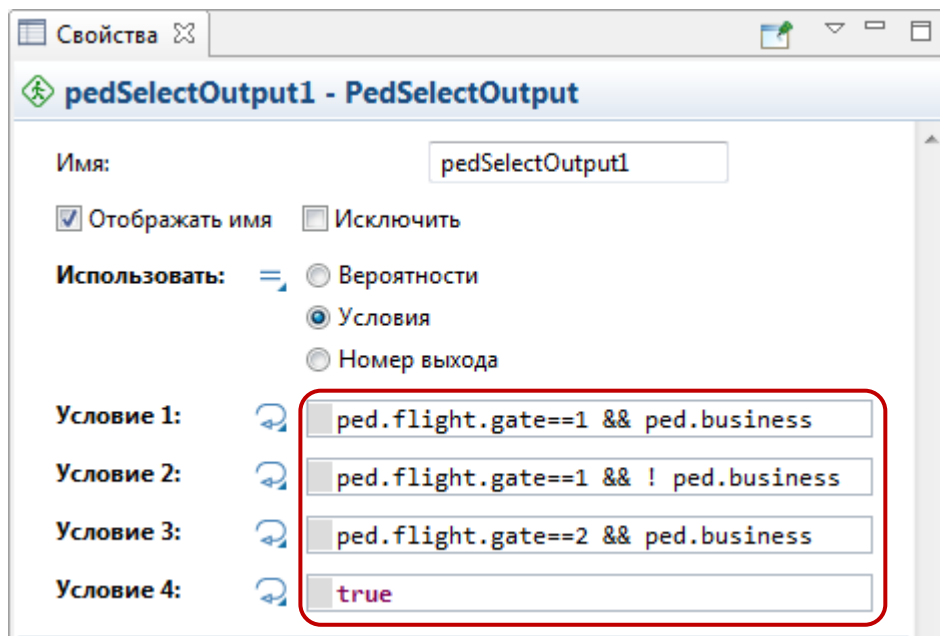 Свойства
pedSelectOutput1 - PedSelectOutput
Имя: pedSelectOutput1
Отображать имя Исключить
Использовать: Вероятности
Условия
Номер выхода
Условие 1: ped.flight.gate==1 && ped.business
Условие 2: ped.flight.gate==1 && ! ped.business
Условие 3: ped.flight.gate==2 && ped.business
Условие 4: true